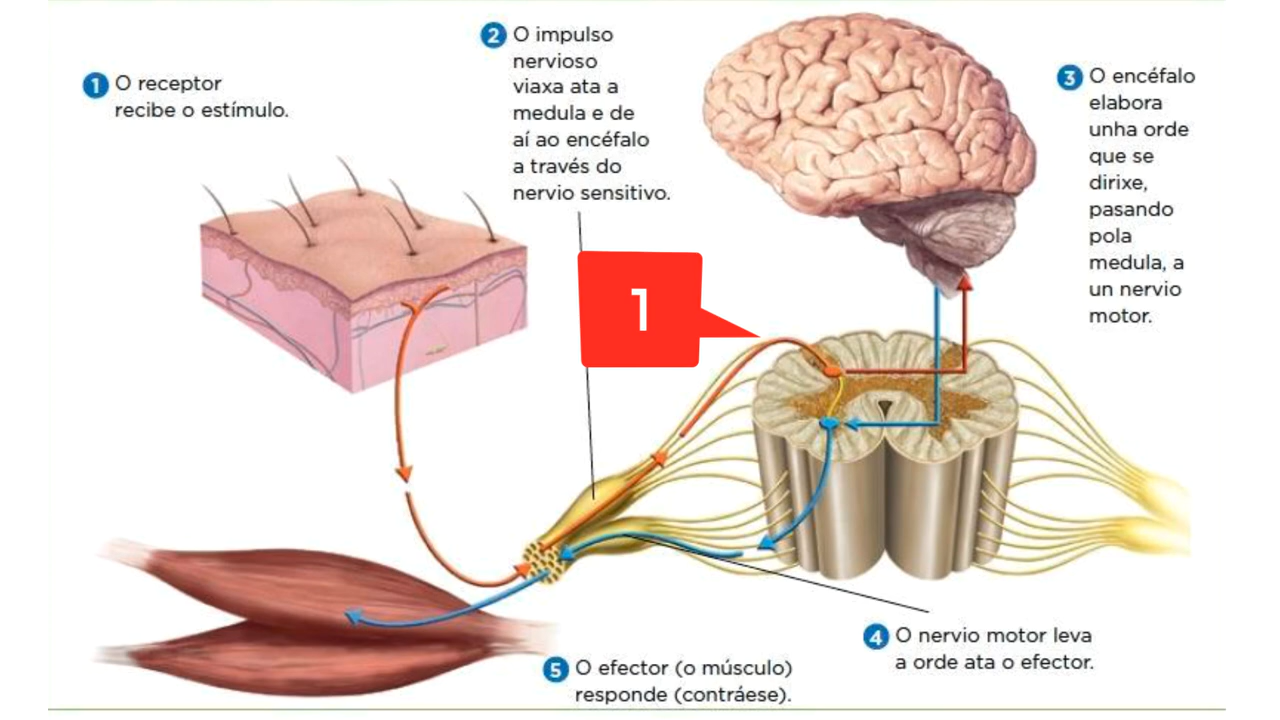 1 O receptor
recibe o estímulo.
2 O impulso
nervioso
viaxa ata a
medula e de
aí ao encéfalo
a través do
nervio sensitivo.
3 O encéfalo
elabora
unha orde
que se
dirixe,
pasando
pola
medula, a
un nervio
motor.
1
4 O nervio motor leva
a orde ata o efector.
5 O efector (o músculo)
responde (contráese).